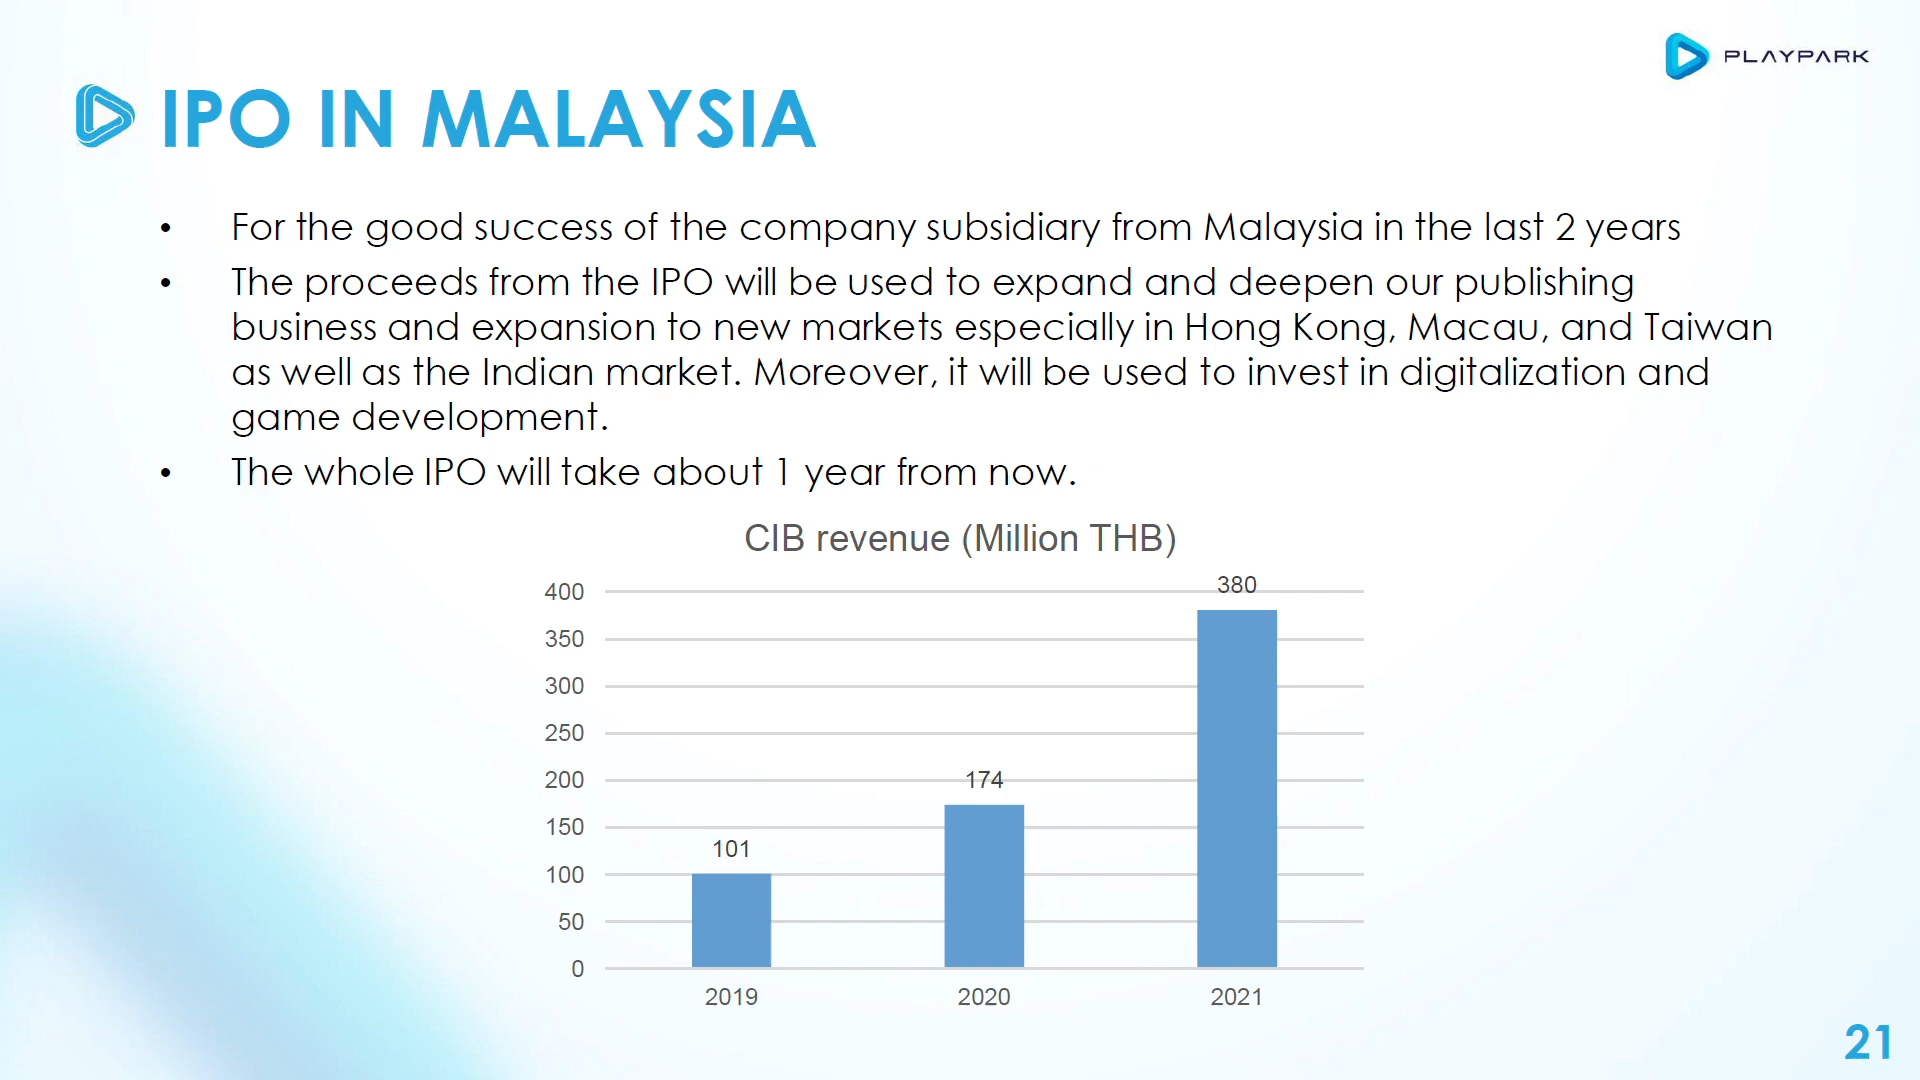 PLAYPARK
IPO IN MALAYSIA
• For the good success of the company subsidiary from Malaysia in the last 2 years
• The proceeds from the IPO will be used to expand and deepen our publishing
business and expansion to new markets especially in Hong Kong, Macau, and Taiwan
as well as the Indian market. Moreover, it will be used to invest in digitalization and
game development.
• The whole IPO will take about 1 year from now.
CIB revenue (Million THB)
400
350
300
250
200
150
100
50
0
101
174
380
2019
2020
2021
21